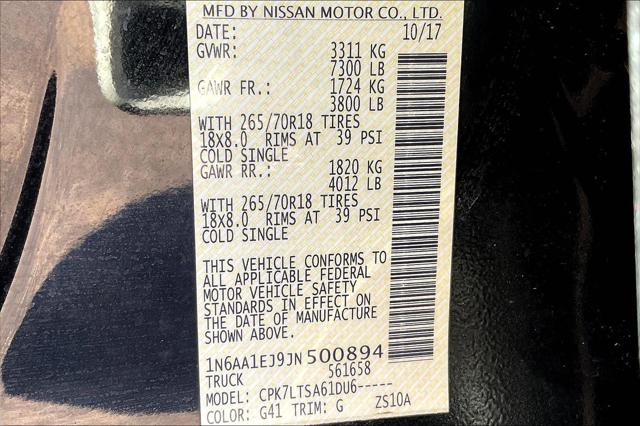 MFD BY NISSAN MOTOR CO., LTD.
DATE: 10/17
GVWR: 3311 KG
7300 LB
GAWR FR.: 1724 KG
3800 LB
WITH 265/70R18 TIRES
18X8.0 RIMS AT 39 PSI
COLD SINGLE
GAWR RR.: 1820 KG
4012 LB
WITH 265/70R18 TIRES
18X8.0 RIMS AT 39 PSI
COLD SINGLE
THIS VEHICLE CONFORMS TO
ALL APPLICABLE FEDERAL
MOTOR VEHICLE SAFETY
STANDARDS IN EFFECT ON
THE DATE OF MANUFACTURE
SHOWN ABOVE.
1N6AA1EJ9JN500894
TRUCK 561658
MODEL: CPK7LTSA61DU6-----
COLOR: G41 TRIM: G ZS10A